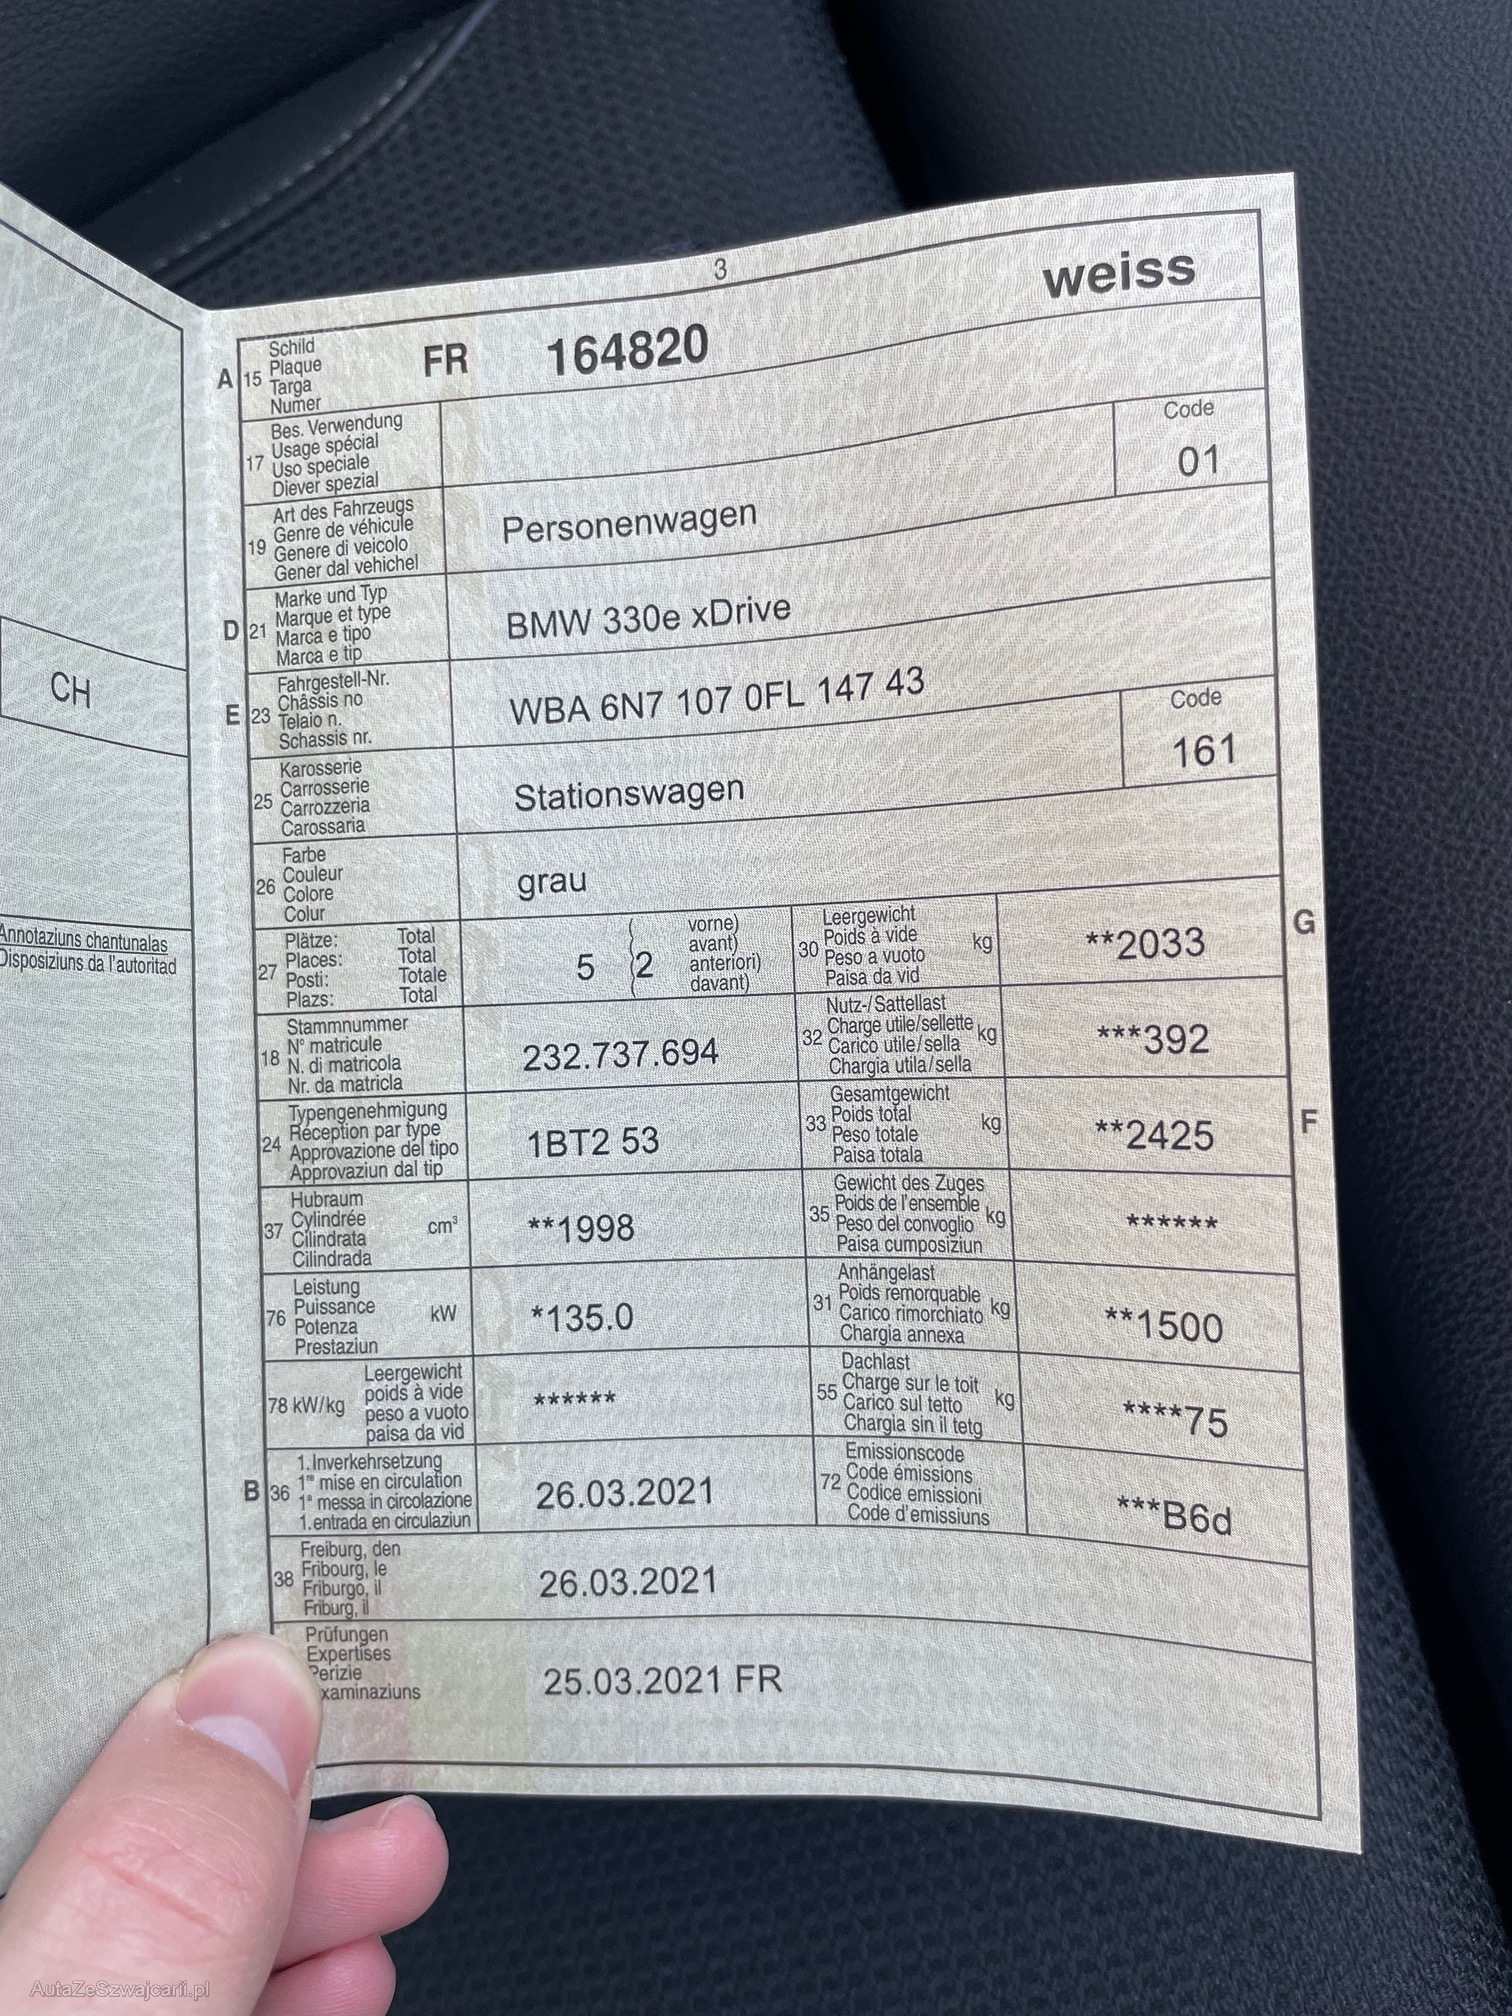 3
weiss
A 15 Schild
Plaque
Targa
Numer
FR 164820
17 Bes. Verwendung
Usage spécial
Uso speciale
Diever spezial
Code
01
19 Art des Fahrzeugs
Genre de véhicule
Genere di veicolo
Gener dal vehichel
Personenwagen
D 21 Marke und Typ
Marque et type
Marca e tipo
Marca e tip
BMW 330e xDrive
E 23 Fahrgestell-Nr.
Châssis no
Telaio n.
Schassis nr.
WBA 6N7 107 0FL 147 43
Code
161
25 Karosserie
Carrosserie
Carrozzeria
Carossaria
Stationswagen
26 Farbe
Couleur
Colore
Colur
grau
27 Plätze: Total
Places: Total
Posti: Totale
Plazs: Total
5 (2 vorne)
avant)
anteriori)
davant)
30 Leergewicht
Poids à vide
Peso a vuoto
Paisa da vid
kg
**2033
G
18 Stammnummer
N° matricule
N. di matricola
Nr. da matricla
232.737.694
32 Nutz-/Sattellast
Charge utile/sellette
Carico utile/sella
Chargia utila/sella
kg
***392
24 Typengenehmigung
Réception par type
Approvazione del tipo
Approvaziun dal tip
1BT2 53
33 Gesamtgewicht
Poids total
Peso totale
Paisa totala
kg
**2425
F
37 Hubraum
Cylindrée
Cilindrata
Cilindrada
cm³
**1998
35 Gewicht des Zuges
Poids de l'ensemble
Peso del convoglio
Paisa cumposiziun
kg
******
76 Leistung
Puissance
Potenza
Prestaziun
kW
*135.0
31 Anhängelast
Poids remorquable
Carico rimorchiato
Chargia annexa
kg
**1500
78 kW/kg Leergewicht
poids à vide
peso a vuoto
paisa da vid
******
55 Dachlast
Charge sur le toit
Carico sul tetto
Chargia sin il tetg
kg
****75
B 36 1.Inverkehrsetzung
1re mise en circulation
1a messa in circolazione
1.entrada en circulaziun
26.03.2021
72 Emissionscode
Code émissions
Codice emissioni
Code d'emissiuns
***B6d
38 Freiburg, den
Fribourg, le
Friburgo, il
Friburg, il
26.03.2021
Prüfungen
Expertises
Perizie
xaminaziuns
25.03.2021 FR
CH
Annotaziuns chantunalas
Disposiziuns da l'autoritad
AutaZeSzwajcarii.pl